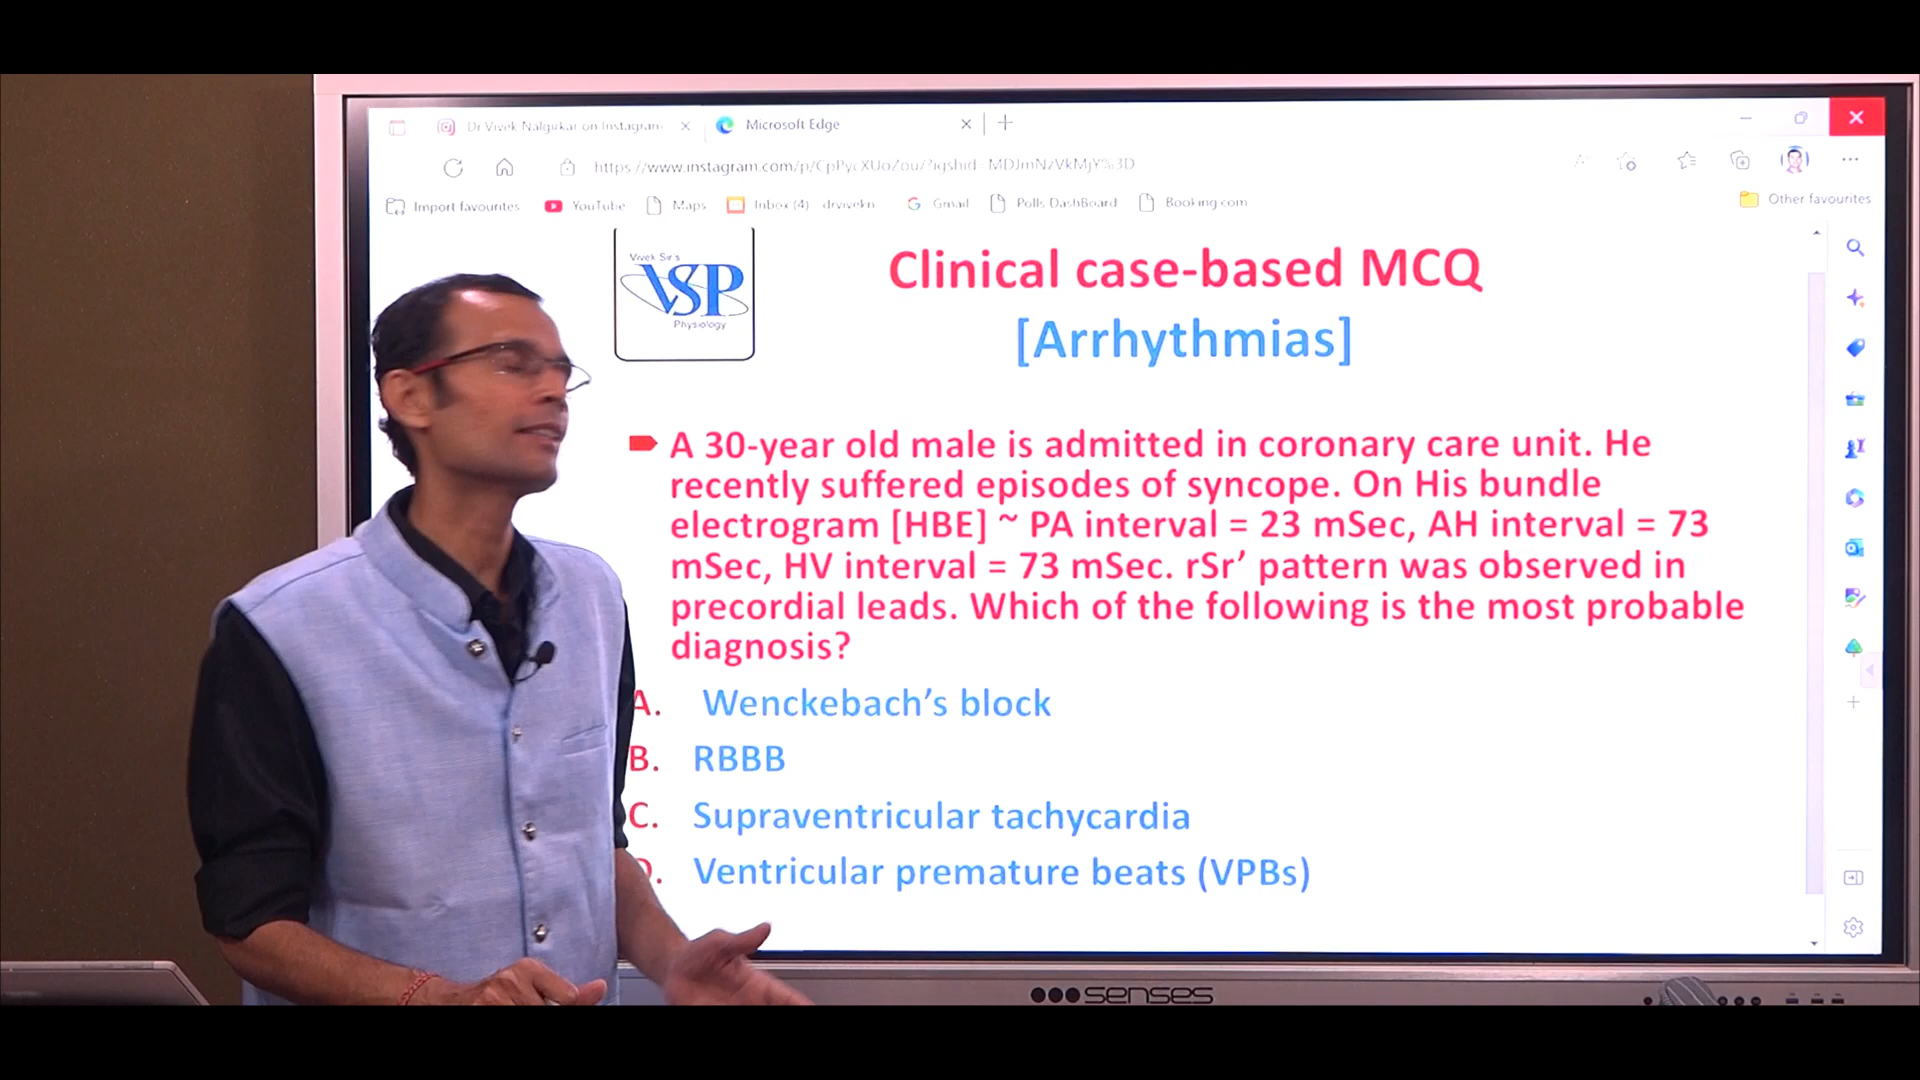 Dr Vivek Nalgirkar on Instagram
Microsoft Edge
https://www.instagram.com/p/CpPycXUoZou/?igshid=MDJmNzVkMjY%3D
Import favourites
YouTube
Maps
Inbox (4)
drvivekn
Gmail
Polls DashBoard
Booking.com
Other favourites
Vivek Sir's
VSP
Physiology
Clinical case-based MCQ
[Arrhythmias]
A 30-year old male is admitted in coronary care unit. He
recently suffered episodes of syncope. On His bundle
electrogram [HBE] ~ PA interval = 23 mSec, AH interval = 73
mSec, HV interval = 73 mSec. rSr’ pattern was observed in
precordial leads. Which of the following is the most probable
diagnosis?
A. Wenckebach’s block
B. RBBB
C. Supraventricular tachycardia
D. Ventricular premature beats (VPBs)
senses